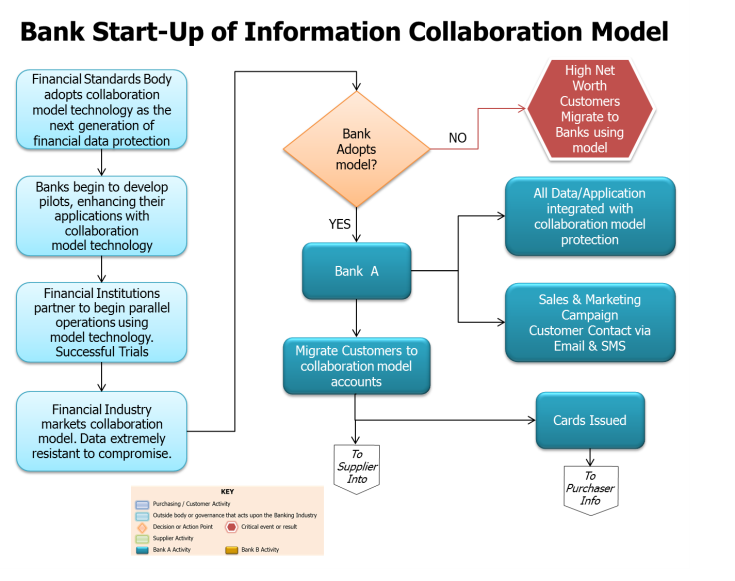 Bank Start-Up of Information Collaboration Model
Financial Standards Body
adopts collaboration
model technology as the
next generation of
financial data protection
Banks begin to develop
pilots, enhancing their
applications with
collaboration
model technology
Financial Institutions
partner to begin parallel
operations using
model technology.
Successful Trials
Financial Industry
markets collaboration
model. Data extremely
resistant to compromise.
Bank
Adopts
model?
NO
High Net
Worth
Customers
Migrate to
Banks using
model
YES
Bank A
All Data/Application
integrated with
collaboration model
protection
Sales & Marketing
Campaign
Customer Contact via
Email & SMS
Migrate Customers to
collaboration model
accounts
Cards Issued
To
Supplier
Into
To
Purchaser
Info
KEY
Purchasing / Customer Activity
Outside body or governance that acts upon the Banking Industry
Decision or Action Point
Critical event or result
Supplier Activity
Bank A Activity
Bank B Activity